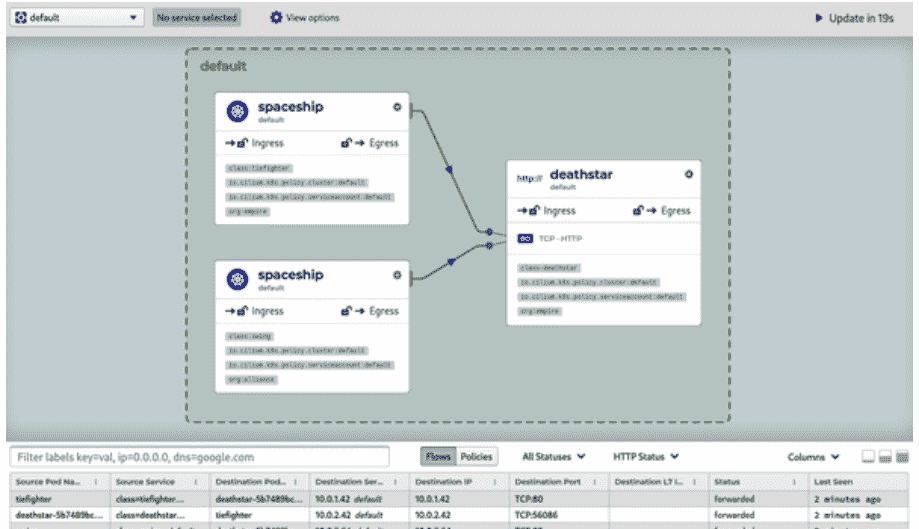 default
No service selected
View options
Update in 19s
default
spaceship
default
Ingress
Egress
class:tiefighter
io.cilium.k8s.policy.cluster:default
io.cilium.k8s.policy.serviceaccount:default
org:empire
http://
deathstar
default
Ingress
Egress
80
TCP · HTTP
class:deathstar
io.cilium.k8s.policy.cluster:default
io.cilium.k8s.policy.serviceaccount:default
org:empire
spaceship
default
Ingress
Egress
class:xwing
io.cilium.k8s.policy.cluster:default
io.cilium.k8s.policy.serviceaccount:default
org:alliance
Filter labels key=val, ip=0.0.0.0, dns=google.com
Flows
Policies
All Statuses
HTTP Status
Columns
Source Pod Na... Source Service Destination Pod... Destination Ser... Destination IP Destination Port Destination L7 I... Status Last Seen
tiefighter class=tiefighter... deathstar-5b7489bc... 10.0.1.42 default 10.0.1.42 TCP:80 forwarded 2 minutes ago
deathstar-5b7489bc... class=deathstar... tiefighter 10.0.2.42 default 10.0.2.42 TCP:56086 forwarded 2 minutes ago